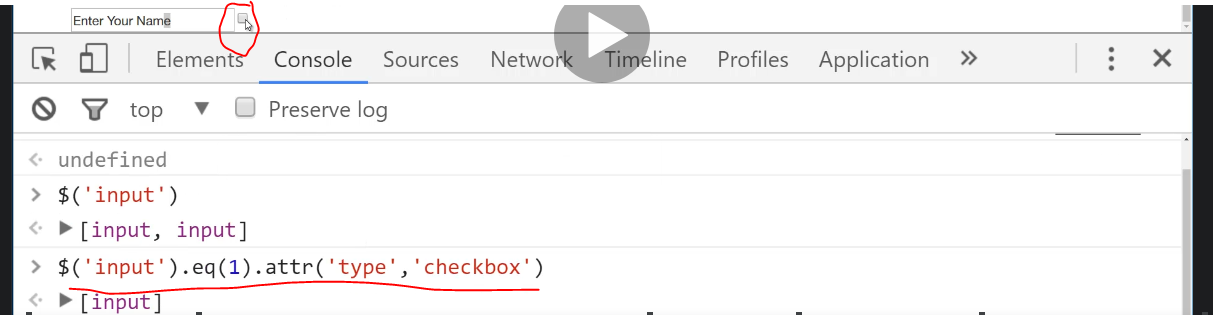 Enter Your Name
Elements Console Sources Network Timeline Profiles Application »
top ▼ Preserve log
undefined
> $('input')
[input, input]
> $('input').eq(1).attr('type','checkbox')
[input]